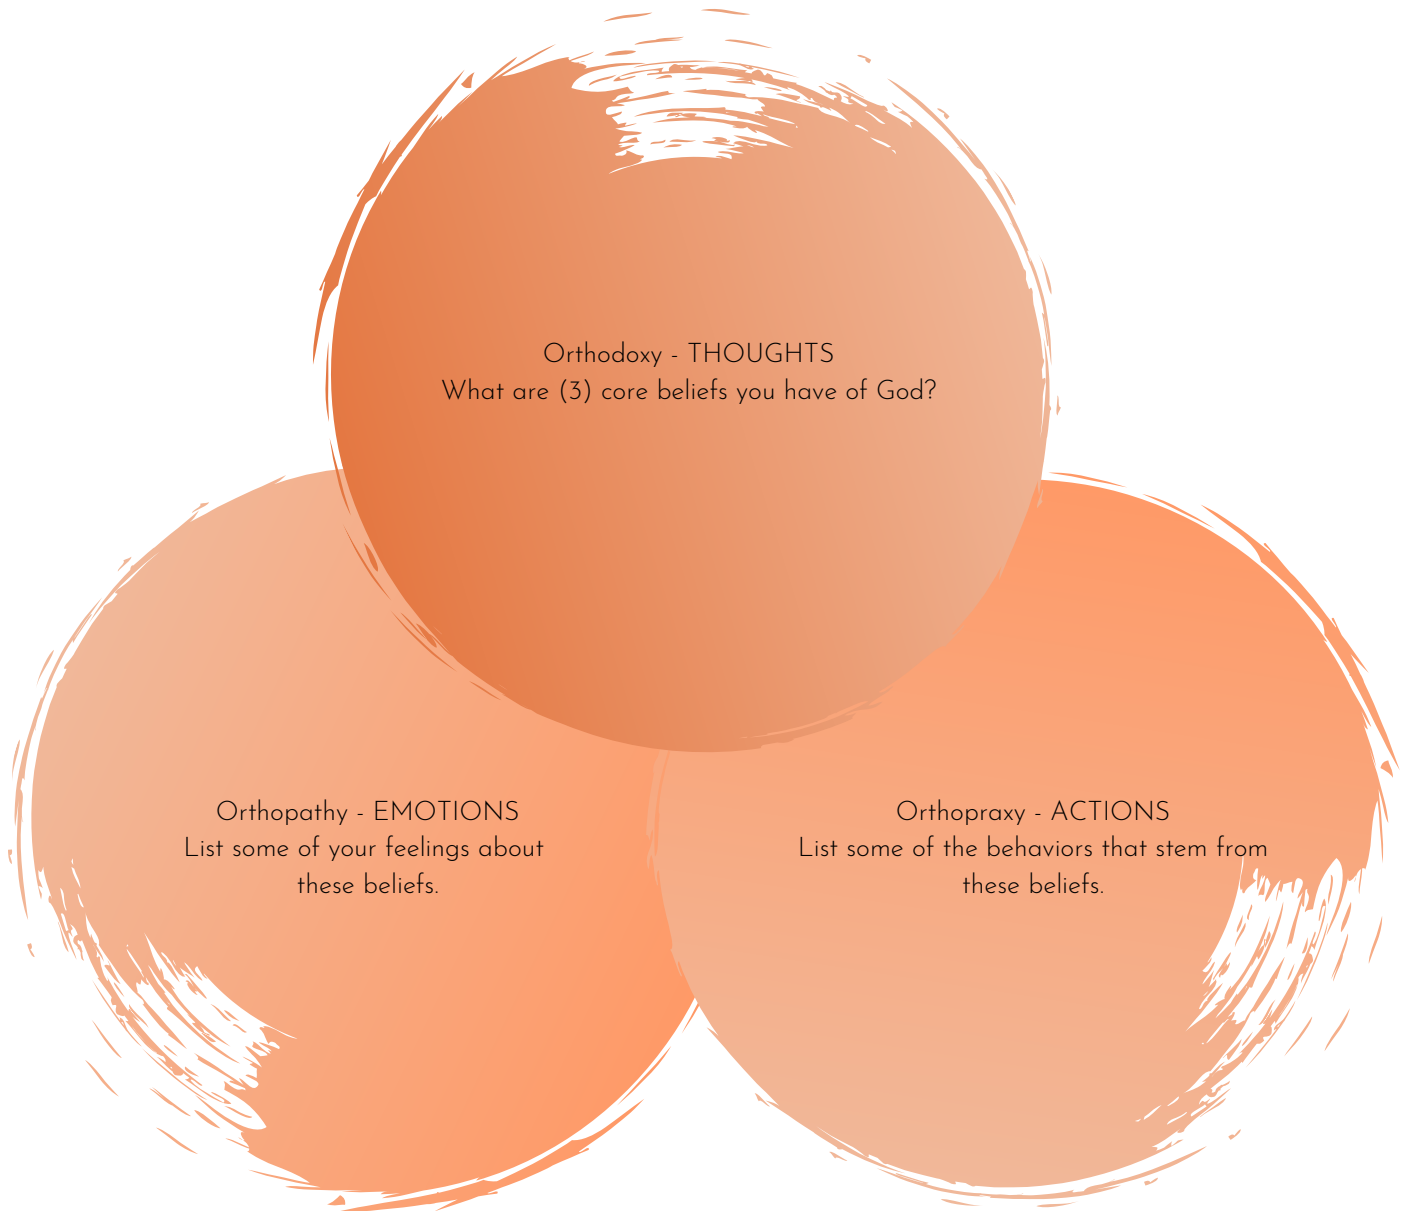 Orthodoxy - THOUGHTS
What are (3) core beliefs you have of God?
Orthopathy - EMOTIONS
List some of your feelings about
these beliefs.
Orthopraxy - ACTIONS
List some of the behaviors that stem from
these beliefs.